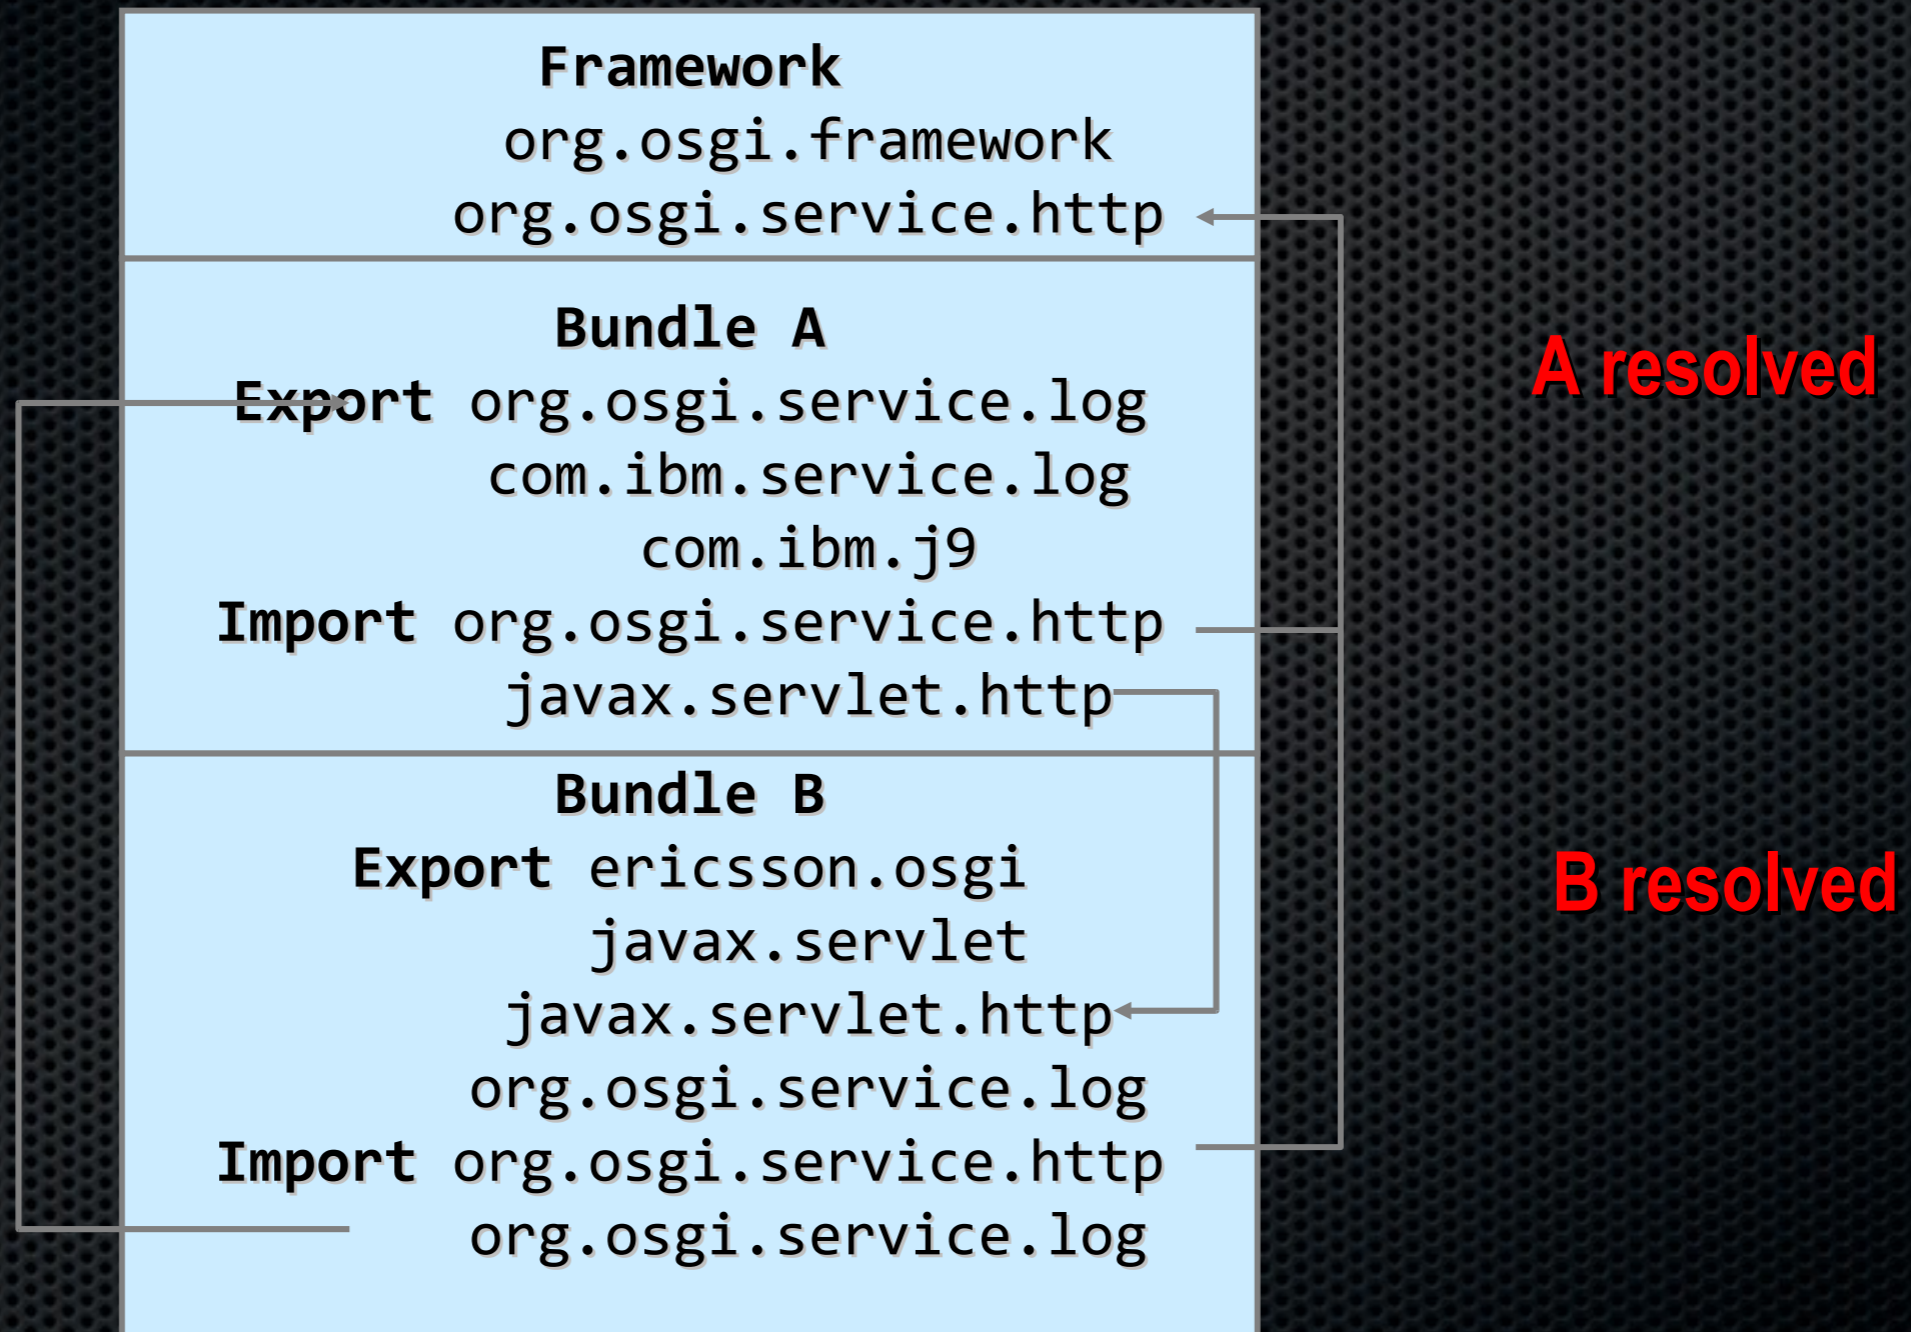 Framework
org.osgi.framework
org.osgi.service.http
Bundle A
Export org.osgi.service.log
com.ibm.service.log
com.ibm.j9
Import org.osgi.service.http
javax.servlet.http
A resolved
Bundle B
Export ericsson.osgi
javax.servlet
javax.servlet.http
org.osgi.service.log
Import org.osgi.service.http
org.osgi.service.log
B resolved